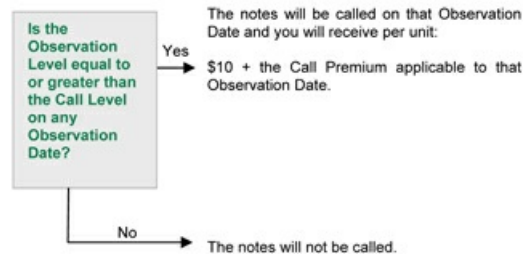 Is the
Observation
Level equal to
or greater than
the Call Level
on any
Observation
Date?
Yes
The notes will be called on that Observation
Date and you will receive per unit:
$10 + the Call Premium applicable to that
Observation Date.
No
The notes will not be called.